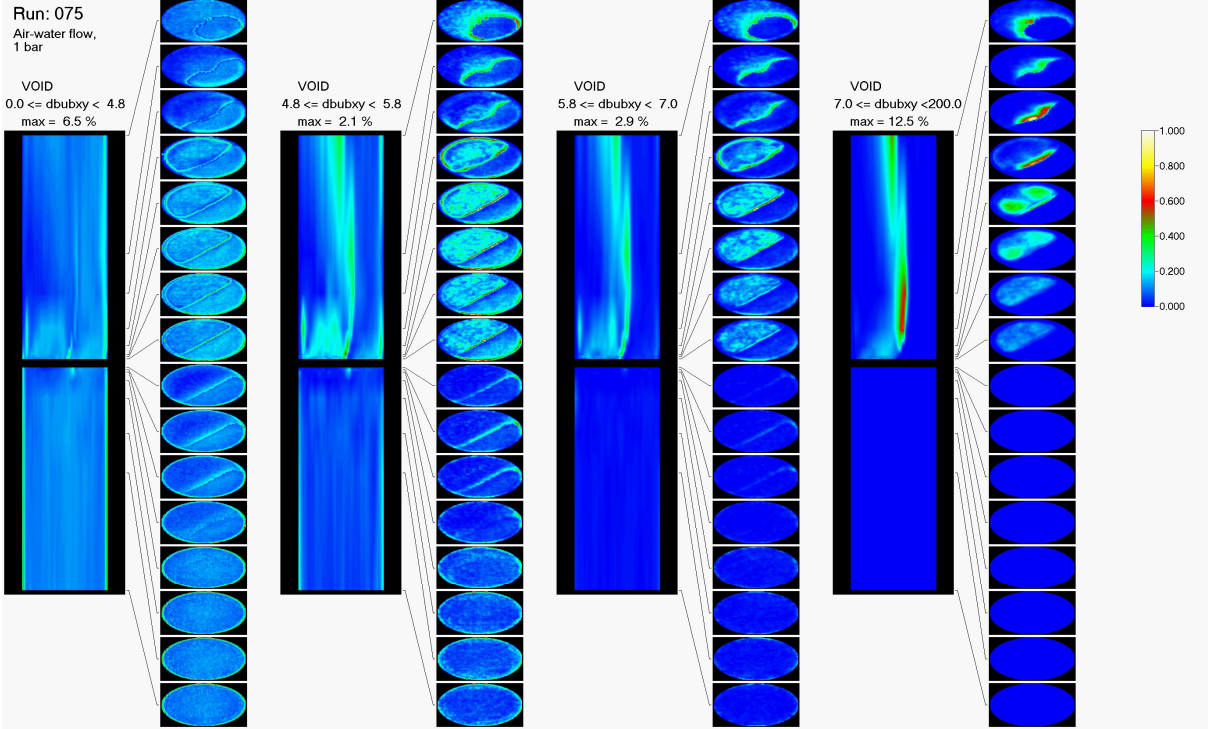 Run: 075
Air-water flow,
1 bar
VOID
0.0 <= dbubxy < 4.8
max = 6.5 %
VOID
4.8 <= dbubxy < 5.8
max = 2.1 %
VOID
5.8 <= dbubxy < 7.0
max = 2.9 %
VOID
7.0 <= dbubxy <200.0
max = 12.5 %
1.000
0.800
0.600
0.400
0.200
0.000